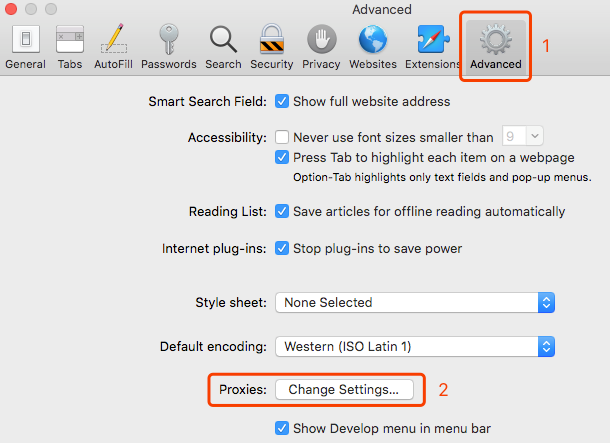 Advanced
General Tabs AutoFill Passwords Search Security Privacy Websites Extensions Advanced 1
Smart Search Field: Show full website address
Accessibility: Never use font sizes smaller than 9
Press Tab to highlight each item on a webpage
Option-Tab highlights only text fields and pop-up menus.
Reading List: Save articles for offline reading automatically
Internet plug-ins: Stop plug-ins to save power
Style sheet: None Selected
Default encoding: Western (ISO Latin 1)
Proxies: Change Settings... 2
Show Develop menu in menu bar